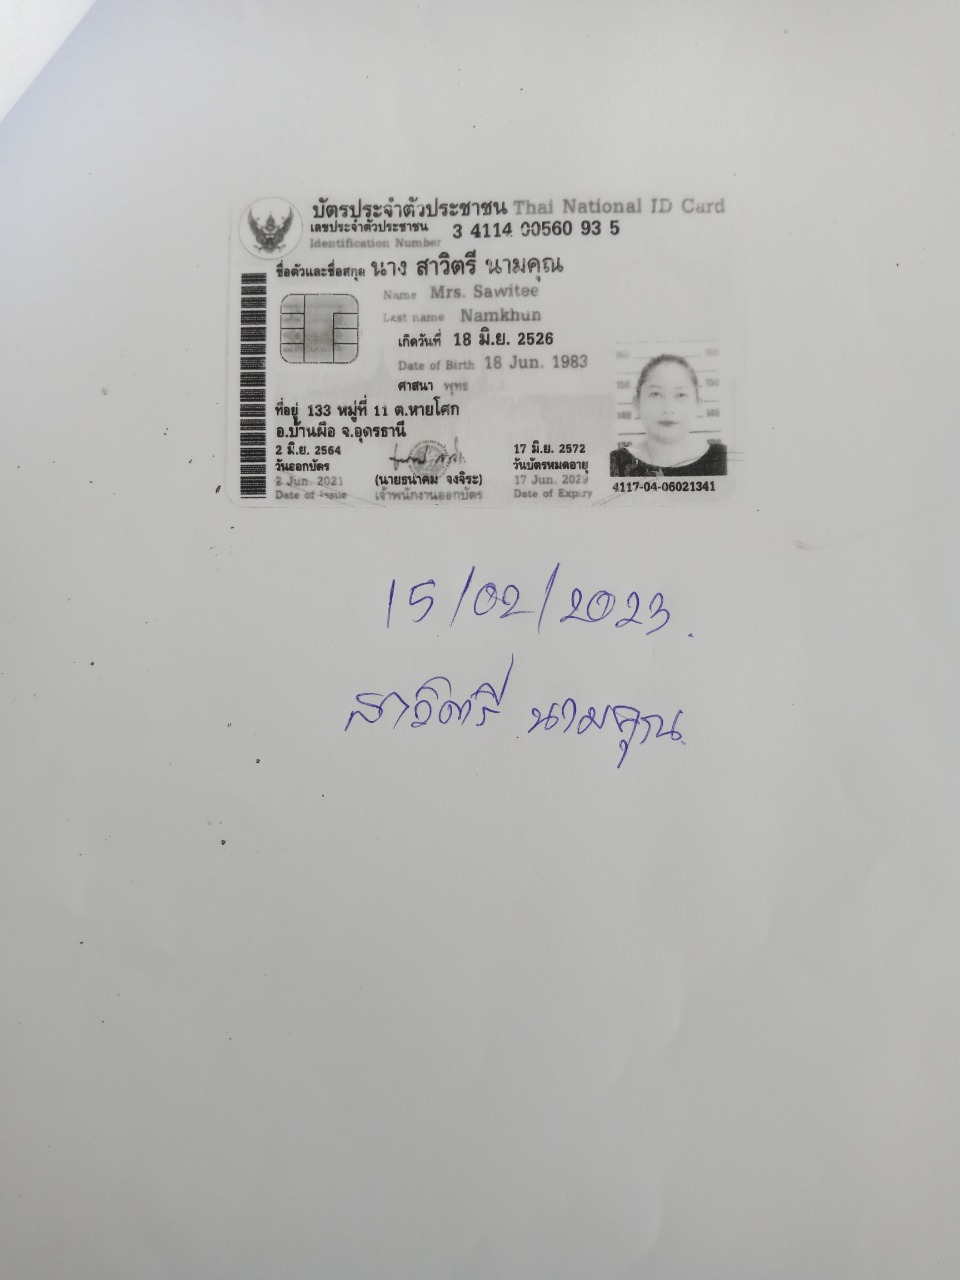 บัตรประจำตัวประชาชน Thai National ID Card
เลขประจำตัวประชาชน 3 4114 00560 93 5
Identification Number
ชื่อตัวและชื่อสกุล นาง สาวิตรี นามคุณ
Name Mrs. Sawitee
Last name Namkhun
เกิดวันที่ 18 มิ.ย. 2526
Date of Birth 18 Jun. 1983
ศาสนา พุทธ
ที่อยู่ 133 หมู่ที่ 11 ต.หายโศก
อ.บ้านผือ จ.อุดรธานี
2 มิ.ย. 2564
วันออกบัตร
2 Jun. 2021
Date of Issue
(นายธนาคม จงจิระ)
เจ้าพนักงานออกบัตร
17 มิ.ย. 2572
วันบัตรหมดอายุ
17 Jun. 2029
Date of Expiry
4117-04-06021341
15/02/2023.
สาวิตรี นามคุณ